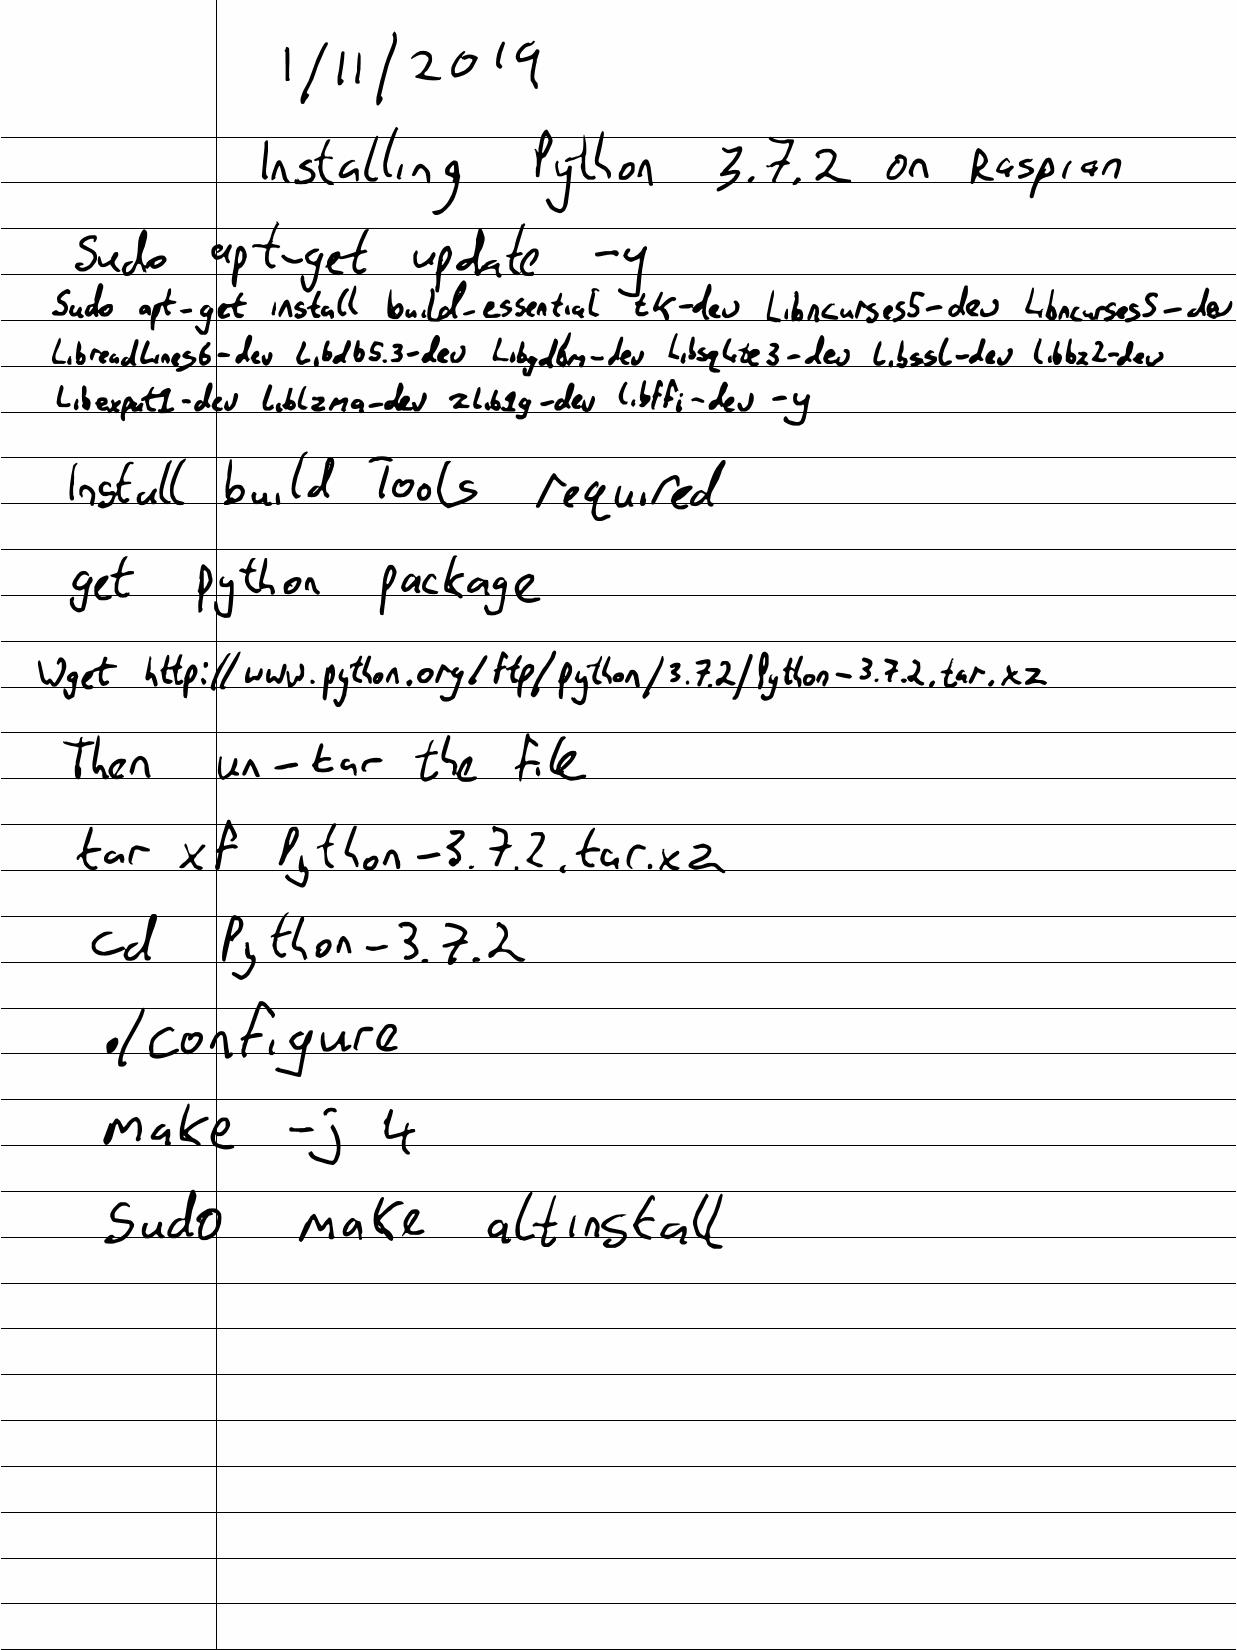 1/11/2019
Installing Python 3.7.2 on Raspian
Sudo apt-get update -y
Sudo apt-get install build-essential tk-dev Libncurses5-dev Libncurses5-dev
Libreadlines6-dev Libdb5.3-dev Libgdbm-dev Libsqlite3-dev Libssl-dev libbz2-dev
Libexpat1-dev Liblzma-dev zlib1g-dev libffi-dev -y
Install build Tools required
get python package
Wget http://www.python.org/ftp/python/3.7.2/Python-3.7.2.tar.xz
Then un-tar the file
tar xf Python-3.7.2.tar.xz
cd Python-3.7.2
./configure
make -j 4
Sudo make altinstall